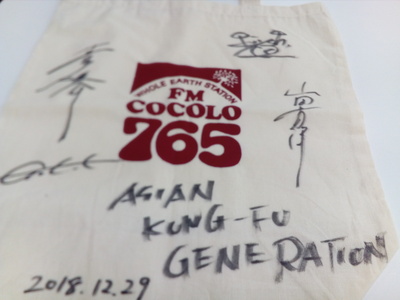 WHOLE EARTH STATION
FM
COCOLO
765
ASIAN
KUNG-FU
GENERATION
2018.12.29